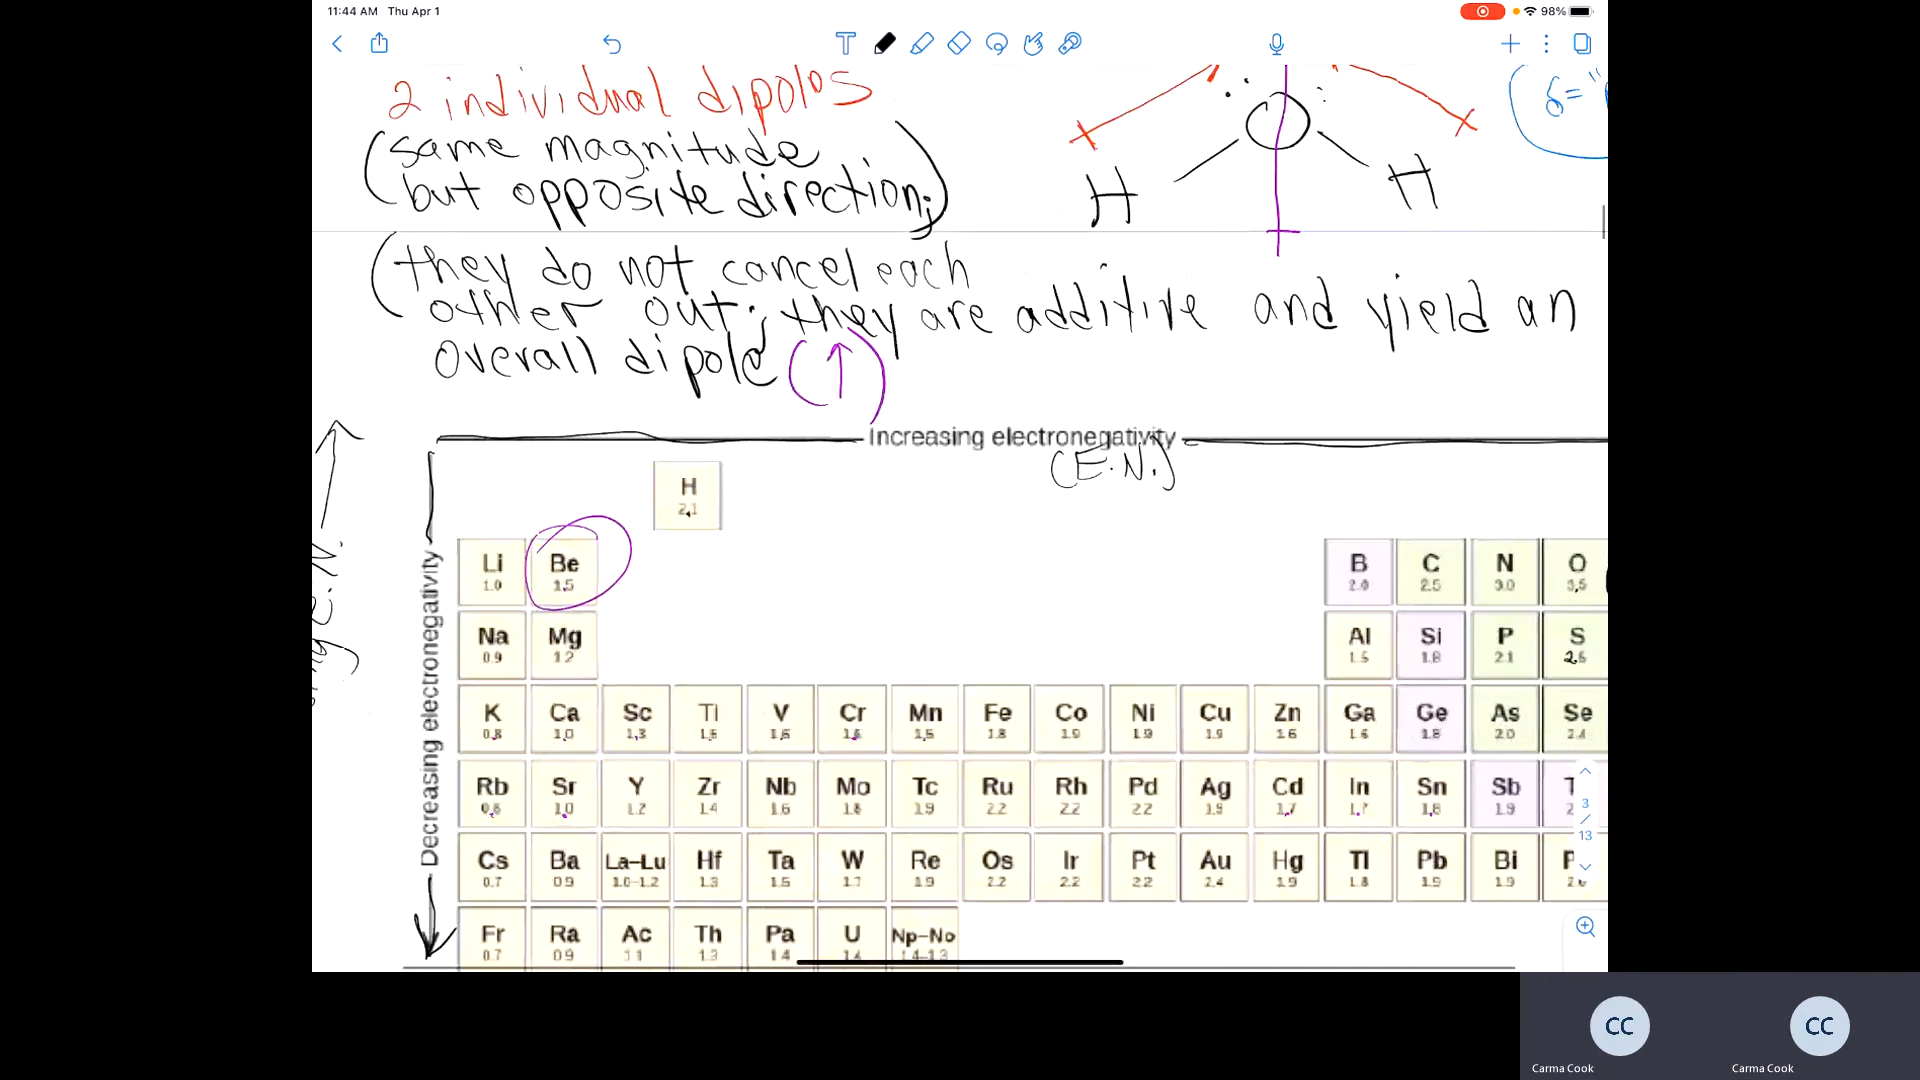 11:44 AM Thu Apr 1
98%
2 individual dipoles
(same magnitude
but opposite direction;)
H
H
δ= "
(they do not cancel each
other out; they are additive and yield an
overall dipole (↑)
Increasing electronegativity
(E.N.)
E.N.
Decreasing electronegativity
H
2.1
Li Be B C N O
1.0 1.5 2.0 2.5 3.0 3.5
Na Mg Al Si P S
0.9 1.2 1.5 1.8 2.1 2.5
K Ca Sc Ti V Cr Mn Fe Co Ni Cu Zn Ga Ge As Se
0.8 1.0 1.3 1.5 1.6 1.6 1.5 1.8 1.9 1.9 1.9 1.6 1.6 1.8 2.0 2.4
Rb Sr Y Zr Nb Mo Tc Ru Rh Pd Ag Cd In Sn Sb T
0.8 1.0 1.2 1.4 1.6 1.8 1.9 2.2 2.2 2.2 1.9 1.7 1.7 1.8 1.9
Cs Ba La–Lu Hf Ta W Re Os Ir Pt Au Hg Tl Pb Bi P
0.7 0.9 1.0–1.2 1.3 1.5 1.7 1.9 2.2 2.2 2.2 2.4 1.9 1.8 1.9 1.9
Fr Ra Ac Th Pa U Np–No
0.7 0.9 1.1 1.3 1.4 1.4 1.4–1.3
3
/
13
CC CC
Carma Cook Carma Cook